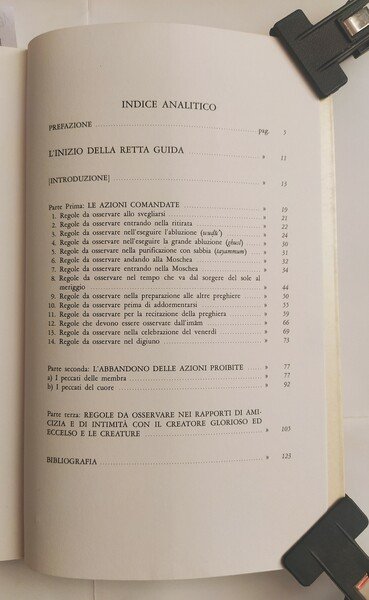 INDICE ANALITICO
PREFAZIONE pag. 5
L'INIZIO DELLA RETTA GUIDA » 11
[INTRODUZIONE] » 13
Parte Prima: LE AZIONI COMANDATE » 19
1. Regole da osservare allo svegliarsi » 21
2. Regole da osservare entrando nella ritirata » 22
3. Regole da osservare nell'eseguire l'abluzione (wudū') » 24
4. Regole da osservare nell'eseguire la grande abluzione (ghusl) » 30
5. Regole da osservare nella purificazione con sabbia (tayammum) » 31
6. Regole da osservare andando alla Moschea » 32
7. Regole da osservare entrando nella Moschea » 34
8. Regole da osservare nel tempo che va dal sorgere del sole al
meriggio » 44
9. Regole da osservare nella preparazione alle altre preghiere » 50
10. Regole da osservare prima di addormentarsi » 55
11. Regole da osservare per la recitazione della preghiera » 59
12. Regole che devono essere osservate dall'imām » 66
13. Regole da osservare nella celebrazione del venerdì » 69
14. Regole da osservare nel digiuno » 73
Parte seconda: L'ABBANDONO DELLE AZIONI PROIBITE » 77
a) I peccati delle membra » 77
b) I peccati del cuore » 92
Parte terza: REGOLE DA OSSERVARE NEI RAPPORTI DI AMI-
CIZIA E DI INTIMITÀ CON IL CREATORE GLORIOSO ED
ECCELSO E LE CREATURE » 105
BIBLIOGRAFIA » 123